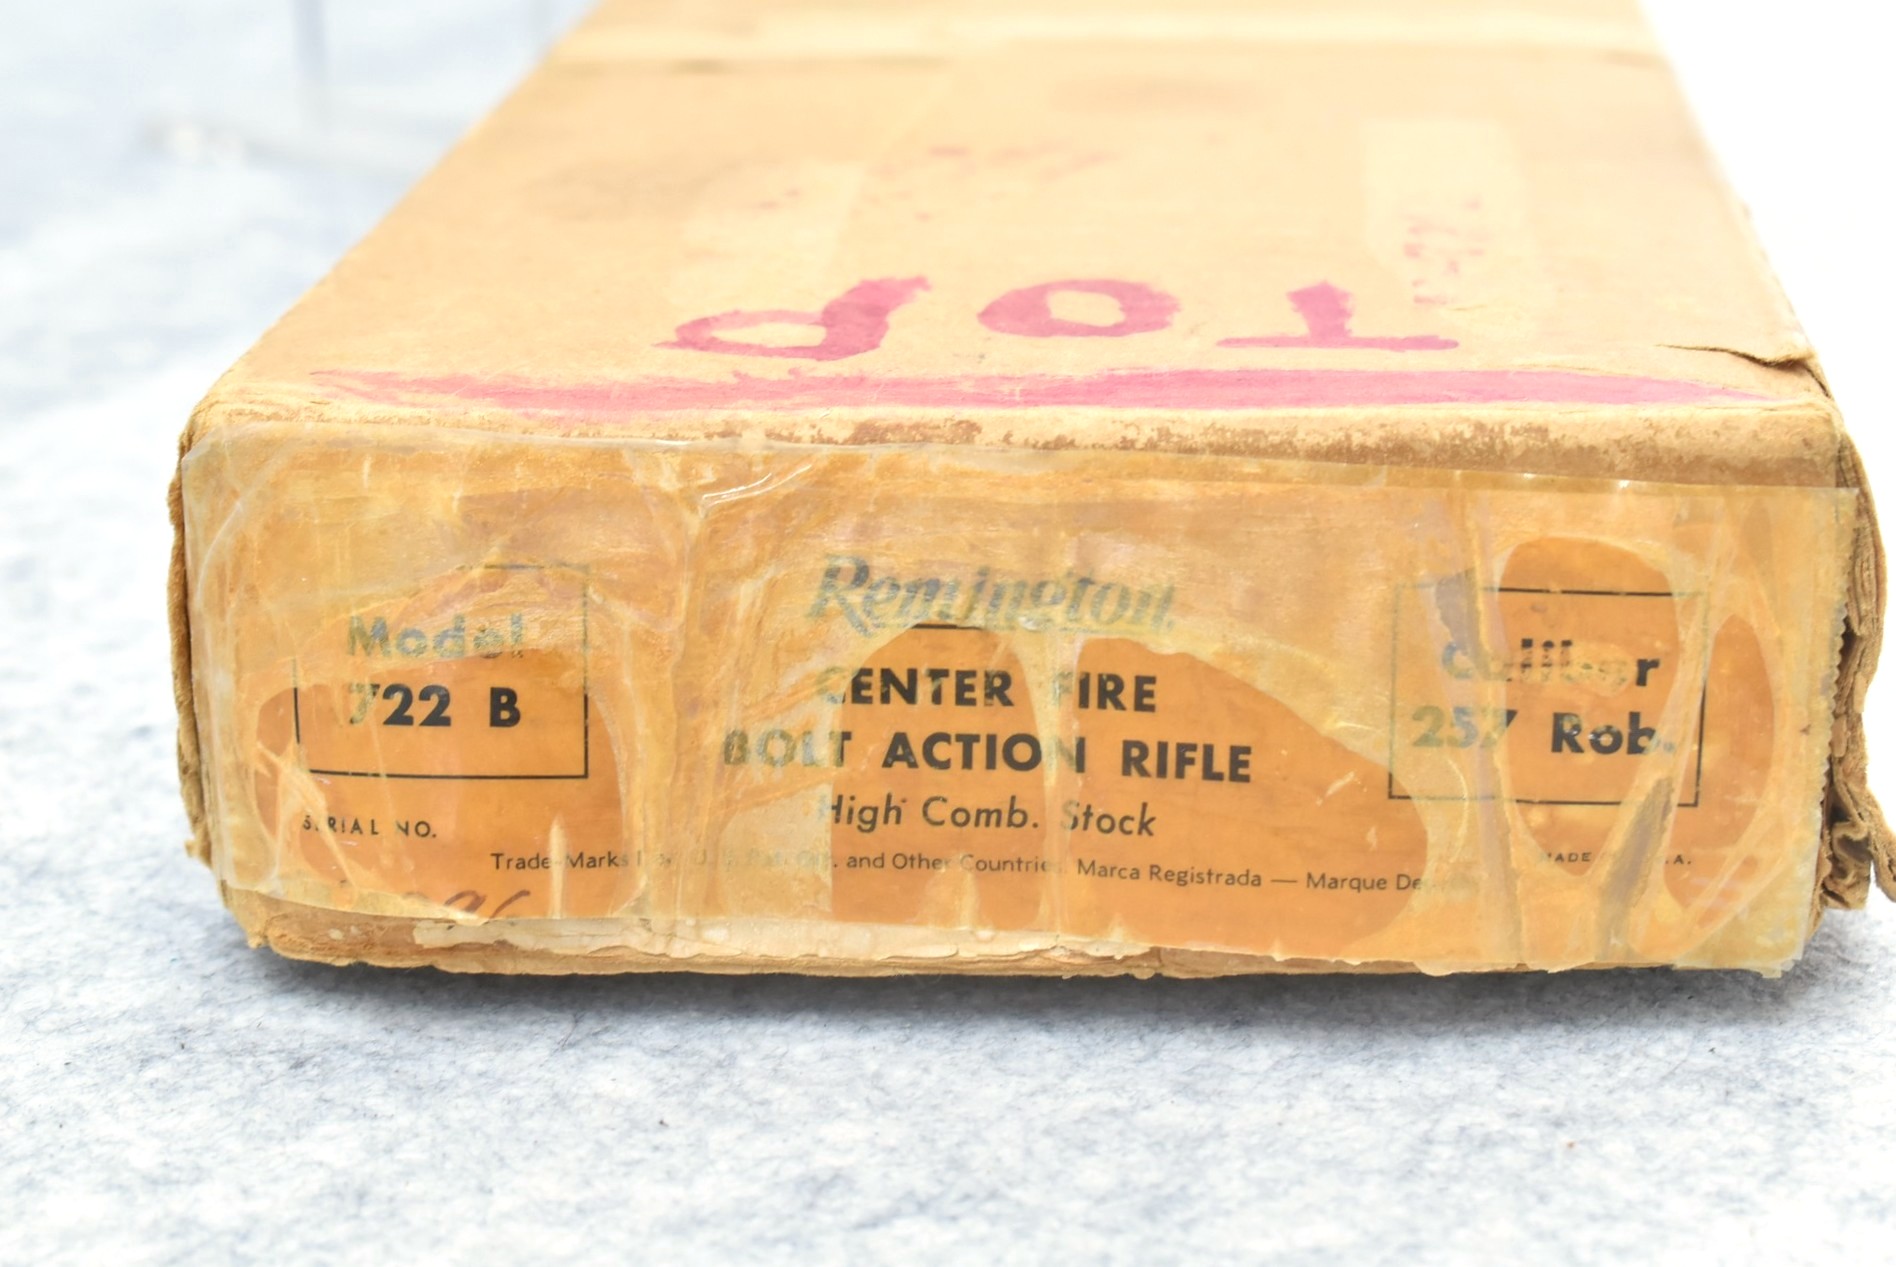 TOP
Model
722 B
Remington
CENTER FIRE
BOLT ACTION RIFLE
High Comb. Stock
Caliber
257 Rob.
SERIAL NO.
Trade-Marks and Other Countries. Marca Registrada — Marque
MADE